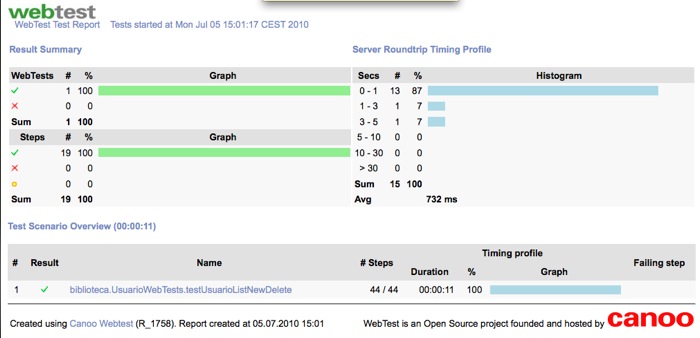 webtest
WebTest Test Report Tests started at Mon Jul 05 15:01:17 CEST 2010
Result Summary
WebTests # % Graph
1 100
0 0
Sum 1 100
Steps # % Graph
19 100
0 0
0 0
Sum 19 100
Server Roundtrip Timing Profile
Secs # % Histogram
0 - 1 13 87
1 - 3 1 7
3 - 5 1 7
5 - 10 0 0
10 - 30 0 0
> 30 0 0
Sum 15 100
Avg 732 ms
Test Scenario Overview (00:00:11)
# Result Name # Steps Timing profile Failing step
Duration % Graph
1 biblioteca.UsuarioWebTests.testUsuarioListNewDelete 44 / 44 00:00:11 100
Created using Canoo Webtest (R_1758). Report created at 05.07.2010 15:01
WebTest is an Open Source project founded and hosted by canoo